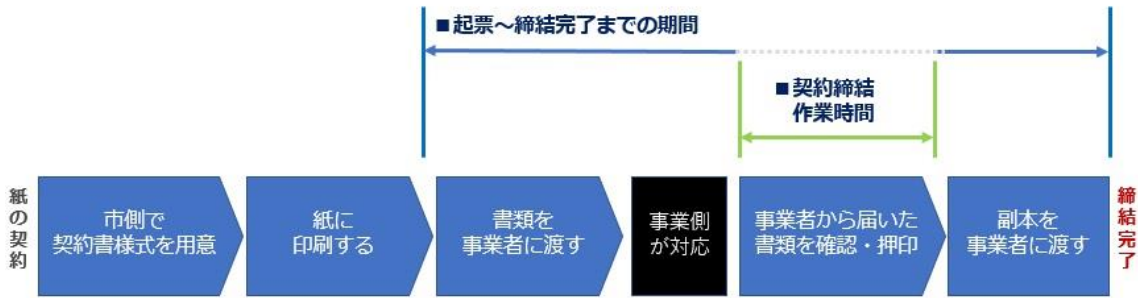 ■起票～締結完了までの期間
■契約締結
作業時間
紙の契約
市側で
契約書様式を用意
紙に
印刷する
書類を
事業者に渡す
事業側
が対応
事業者から届いた
書類を確認・押印
副本を
事業者に渡す
締結完了